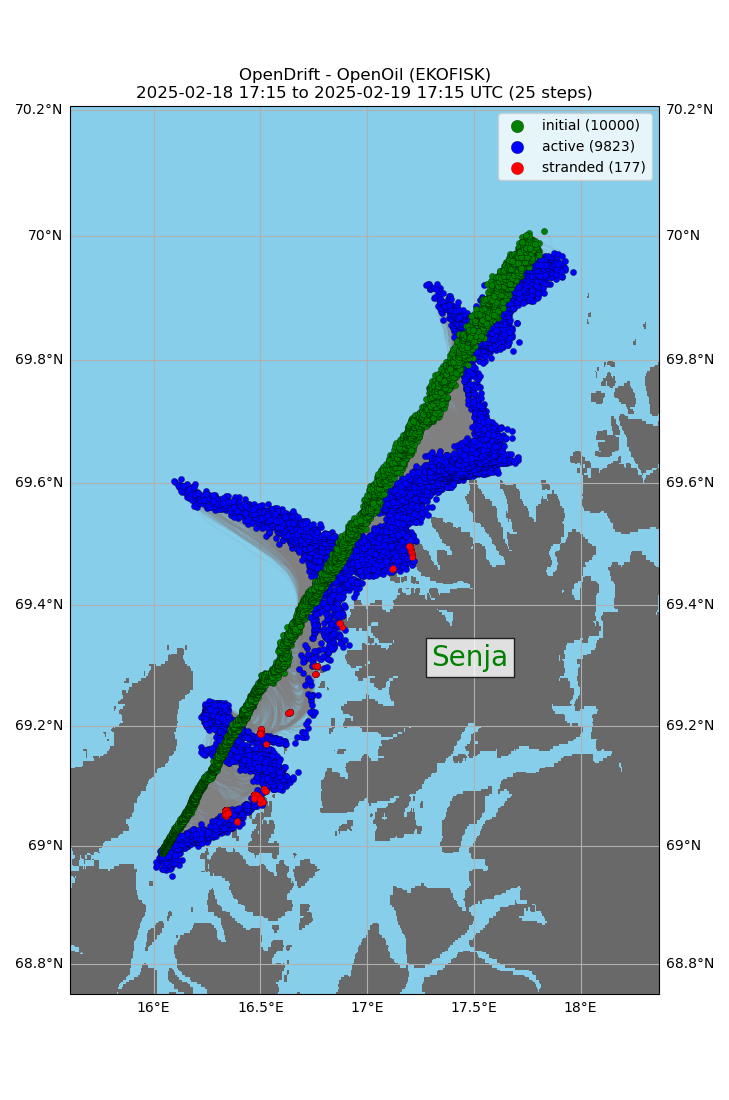 OpenDrift - OpenOil (EKOFISK)
2025-02-18 17:15 to 2025-02-19 17:15 UTC (25 steps)
initial (10000)
active (9823)
stranded (177)
70.2°N 70.2°N
70°N 70°N
69.8°N 69.8°N
69.6°N 69.6°N
69.4°N 69.4°N
Senja
69.2°N 69.2°N
69°N 69°N
68.8°N 68.8°N
16°E 16.5°E 17°E 17.5°E 18°E